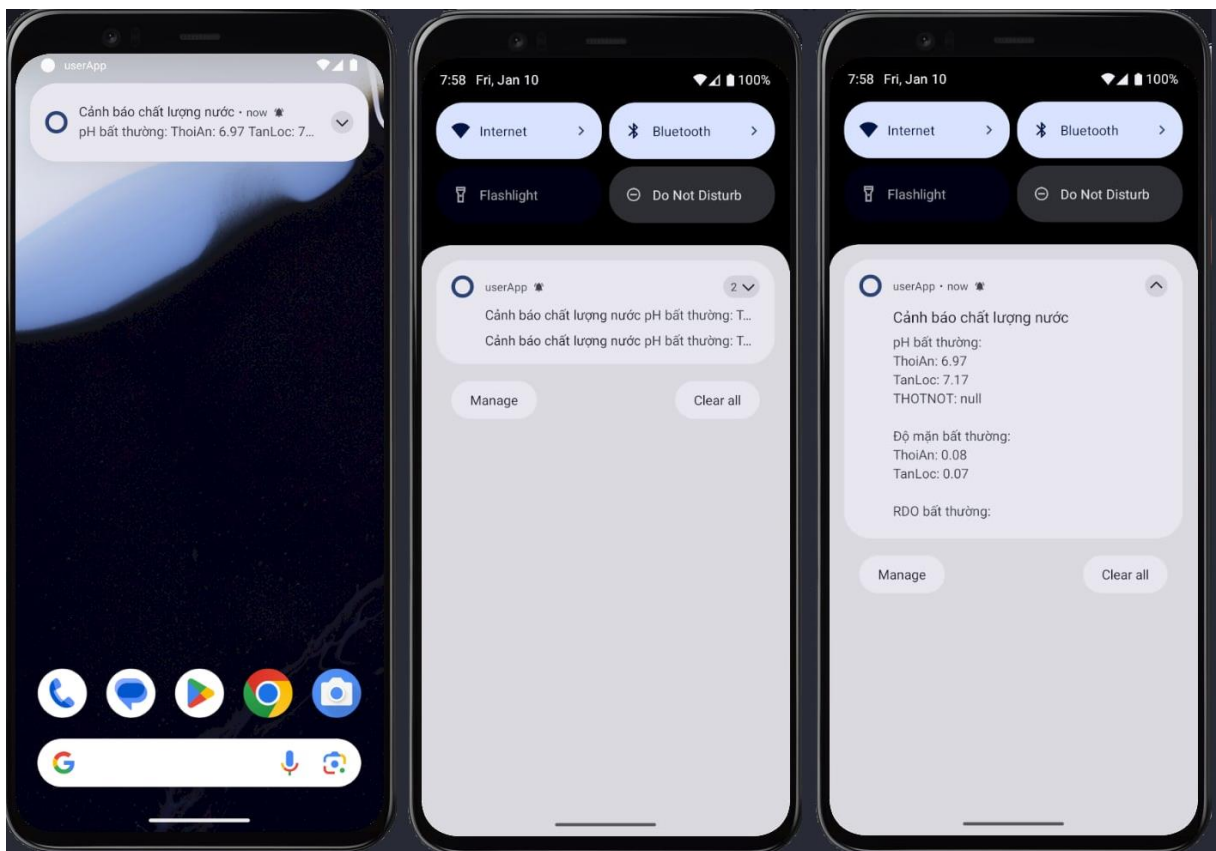 userApp
Cảnh báo chất lượng nước • now
pH bất thường: ThoiAn: 6.97 TanLoc: 7...
G
7:58 Fri, Jan 10 100%
Internet
Bluetooth
Flashlight
Do Not Disturb
userApp
2
Cảnh báo chất lượng nước pH bất thường: T...
Cảnh báo chất lượng nước pH bất thường: T...
Manage
Clear all
7:58 Fri, Jan 10 100%
Internet
Bluetooth
Flashlight
Do Not Disturb
userApp • now
Cảnh báo chất lượng nước
pH bất thường:
ThoiAn: 6.97
TanLoc: 7.17
THOTNOT: null
Độ mặn bất thường:
ThoiAn: 0.08
TanLoc: 0.07
RDO bất thường:
Manage
Clear all